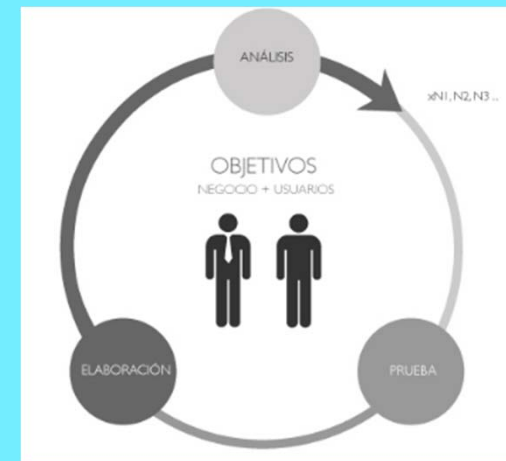 ANÁLISIS
xN1, N2, N3 ...
OBJETIVOS
NEGOCIO + USUARIOS
ELABORACIÓN
PRUEBA